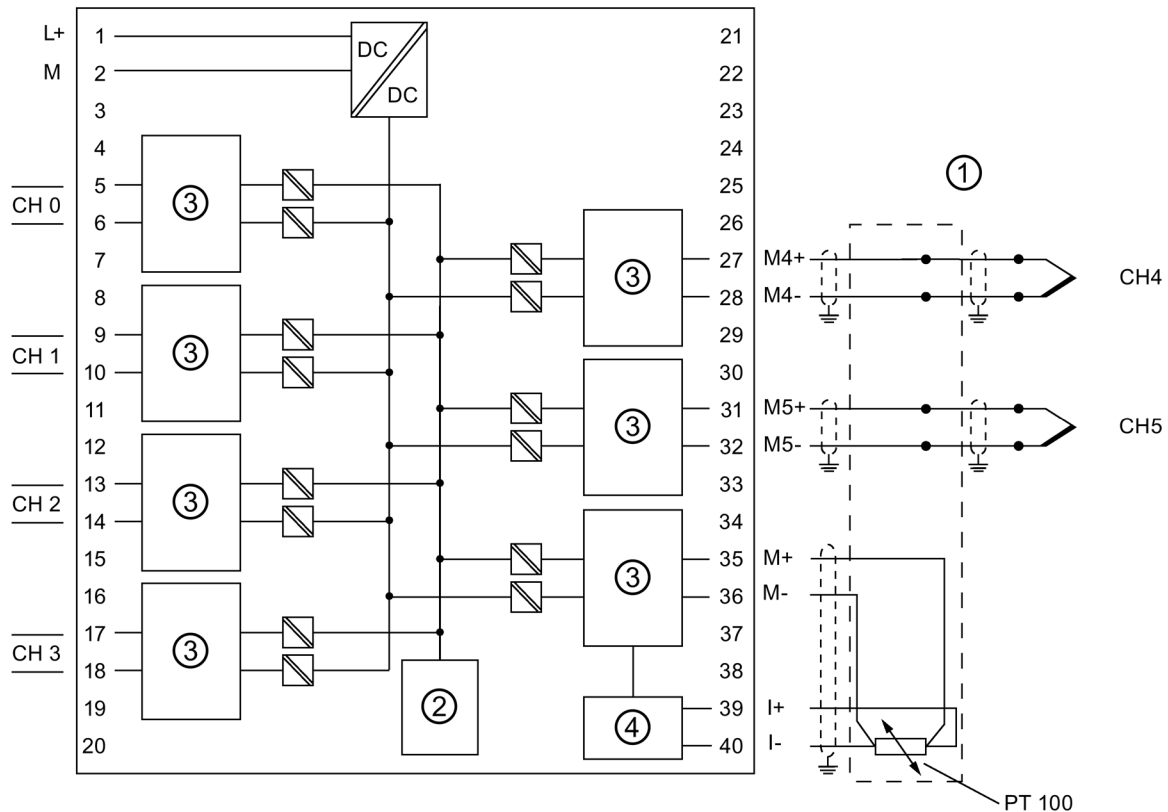 L+ 1 DC 21
M 2 DC 22
3 23
4 24
CH 0 5 ③ 25 ①
6 26
7 ③ 27 M4+ CH4
8 28 M4-
CH 1 9 ③ 29
10 30
11 ③ 31 M5+ CH5
12 32 M5-
CH 2 13 ③ 33
14 34
15 ③ 35 M+
16 36 M-
CH 3 17 ③ 37
18 38
19 ② ④ 39 I+
20 40 I-
PT 100